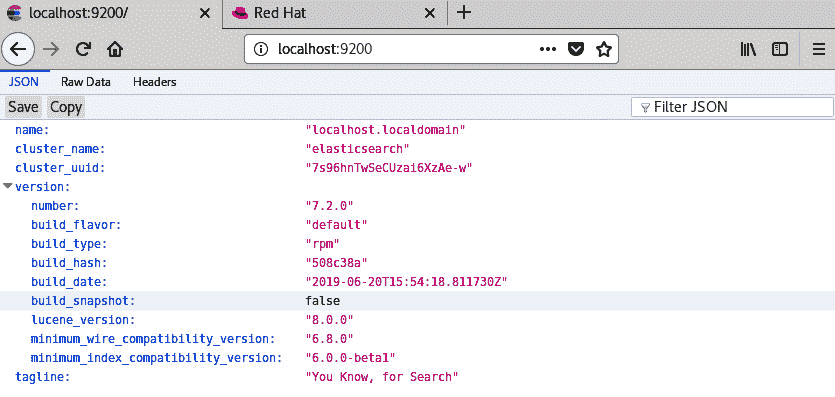 localhost:9200/
Red Hat
localhost:9200
JSON Raw Data Headers
Save Copy Filter JSON
name: "localhost.localdomain"
cluster_name: "elasticsearch"
cluster_uuid: "7s96hnTwSeCUzai6XzAe-w"
version:
number: "7.2.0"
build_flavor: "default"
build_type: "rpm"
build_hash: "508c38a"
build_date: "2019-06-20T15:54:18.811730Z"
build_snapshot: false
lucene_version: "8.0.0"
minimum_wire_compatibility_version: "6.8.0"
minimum_index_compatibility_version: "6.0.0-beta1"
tagline: "You Know, for Search"